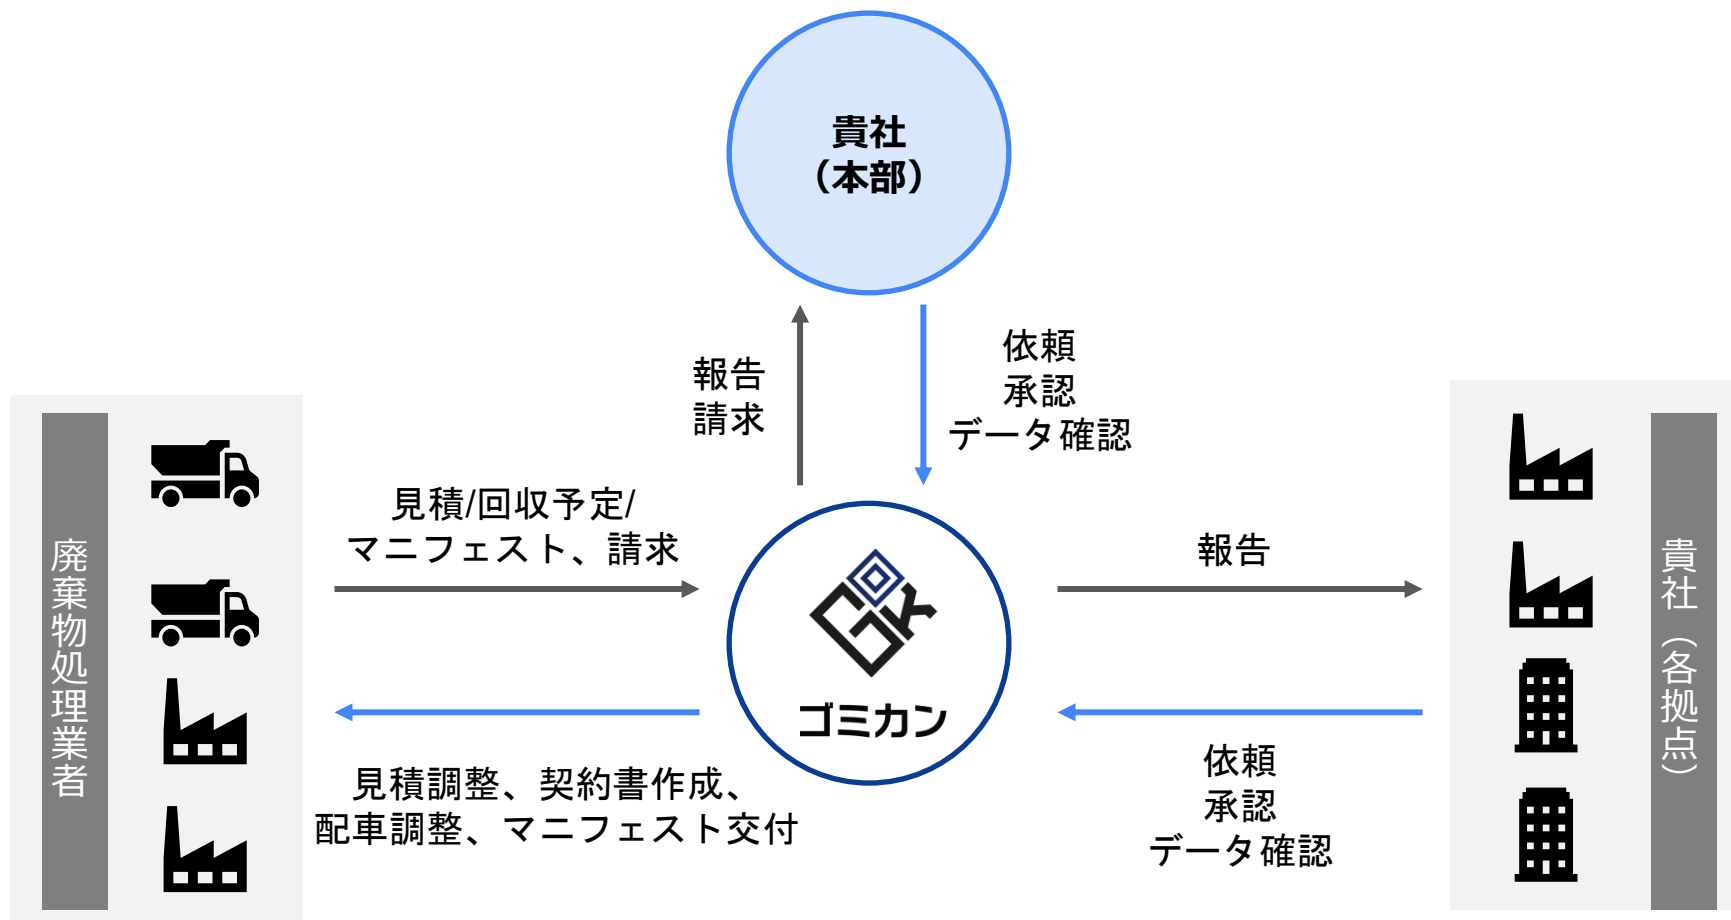 貴社
（本部）
報告
請求
依頼
承認
データ確認
廃棄物処理業者
見積/回収予定/
マニフェスト、請求
見積調整、契約書作成、
配車調整、マニフェスト交付
Gk
ゴミカン
報告
依頼
承認
データ確認
貴社（各拠点）